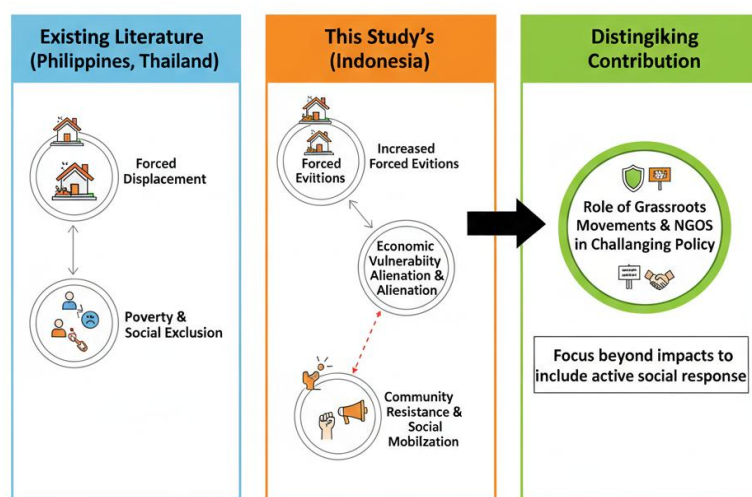 Existing Literature
(Philippines, Thailand)
Forced
Displacement
Poverty &
Social Exclusion
This Study's
(Indonesia)
Forced
Evittions
Increased
Forced Evitions
Economic
Vulnerabiity
Alienation &
Alienation
Community
Resistance &
Social
Mobilzation
Distingiking
Contribution
Role of Grassroots
Movements & NGOS
in Challanging Policy
Focus beyond impacts to
include active social response